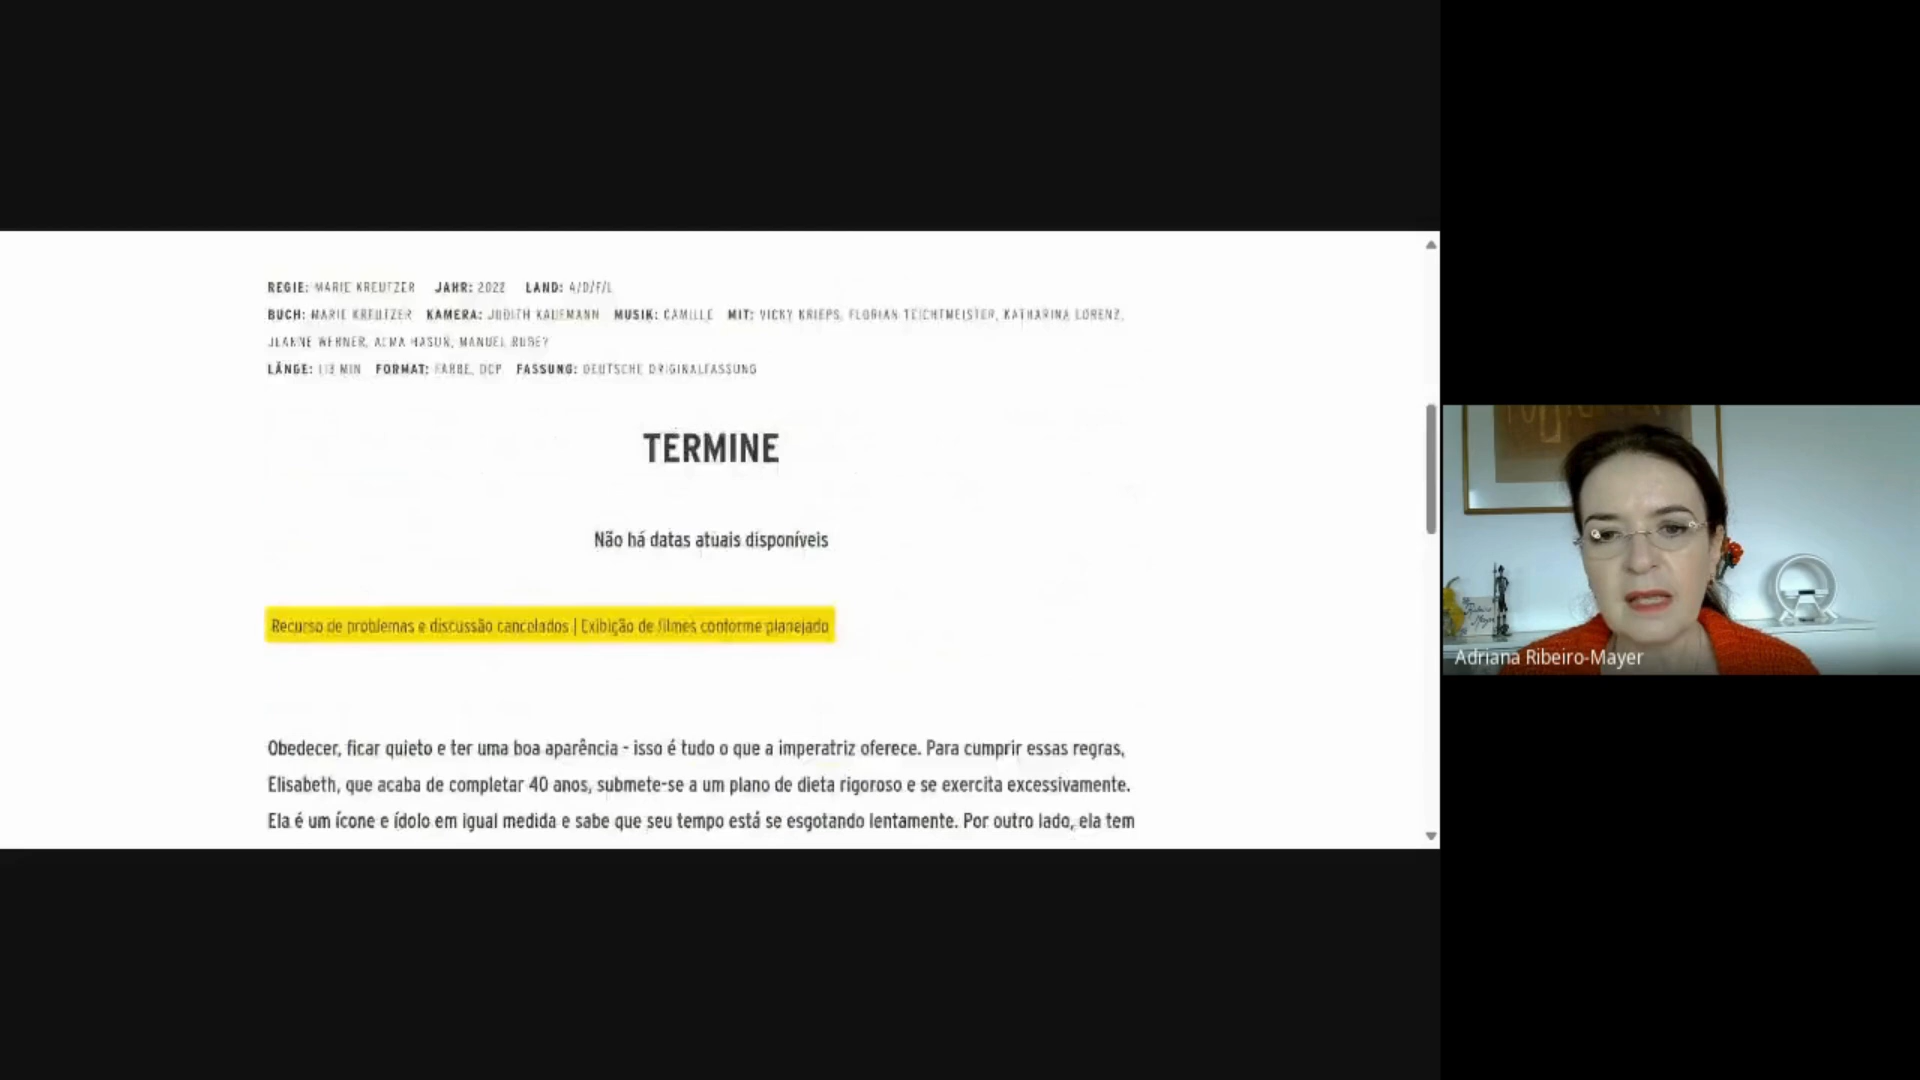 REGIE: MARIE KREUTZER JAHR: 2022 LAND: A/D/F/L
BUCH: MARIE KREUTZER KAMERA: JUDITH KAUFMANN MUSIK: CAMILLE MIT: VICKY KRIEPS, FLORIAN TEICHTMEISTER, KATHARINA LORENZ,
JEANNE WERNER, ALMA HASUN, MANUEL RUBEY
LÄNGE: 113 MIN FORMAT: FARBE, DCP FASSUNG: DEUTSCHE ORIGINALFASSUNG
TERMINE
Não há datas atuais disponíveis
Recurso de problemas e discussão cancelados | Exibição de filmes conforme planejado
Obedecer, ficar quieto e ter uma boa aparência - isso é tudo o que a imperatriz oferece. Para cumprir essas regras,
Elisabeth, que acaba de completar 40 anos, submete-se a um plano de dieta rigoroso e se exercita excessivamente.
Ela é um ícone e ídolo em igual medida e sabe que seu tempo está se esgotando lentamente. Por outro lado, ela tem
Adriana Ribeiro-Mayer